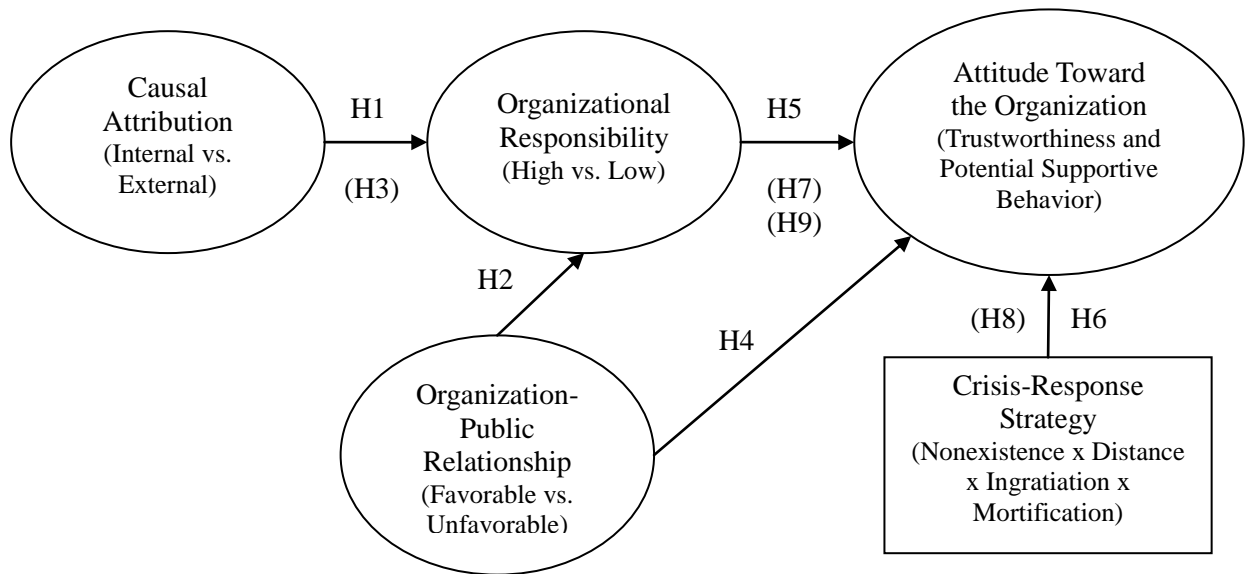 Causal
Attribution
(Internal vs.
External)
H1
(H3)
Organizational
Responsibility
(High vs. Low)
H5
(H7)
(H9)
Attitude Toward
the Organization
(Trustworthiness and
Potential Supportive
Behavior)
H2
H4
(H8) H6
Organization-
Public
Relationship
(Favorable vs.
Unfavorable)
Crisis-Response
Strategy
(Nonexistence x Distance
x Ingratiation x
Mortification)